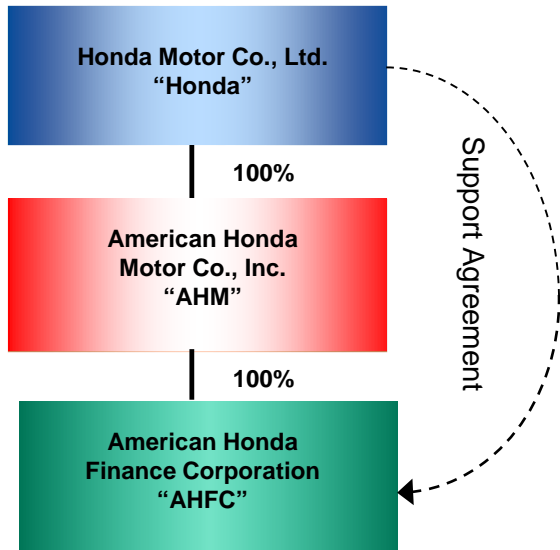 Honda Motor Co., Ltd.
“Honda”
100%
American Honda
Motor Co., Inc.
“AHM”
Support Agreement
100%
American Honda
Finance Corporation
“AHFC”